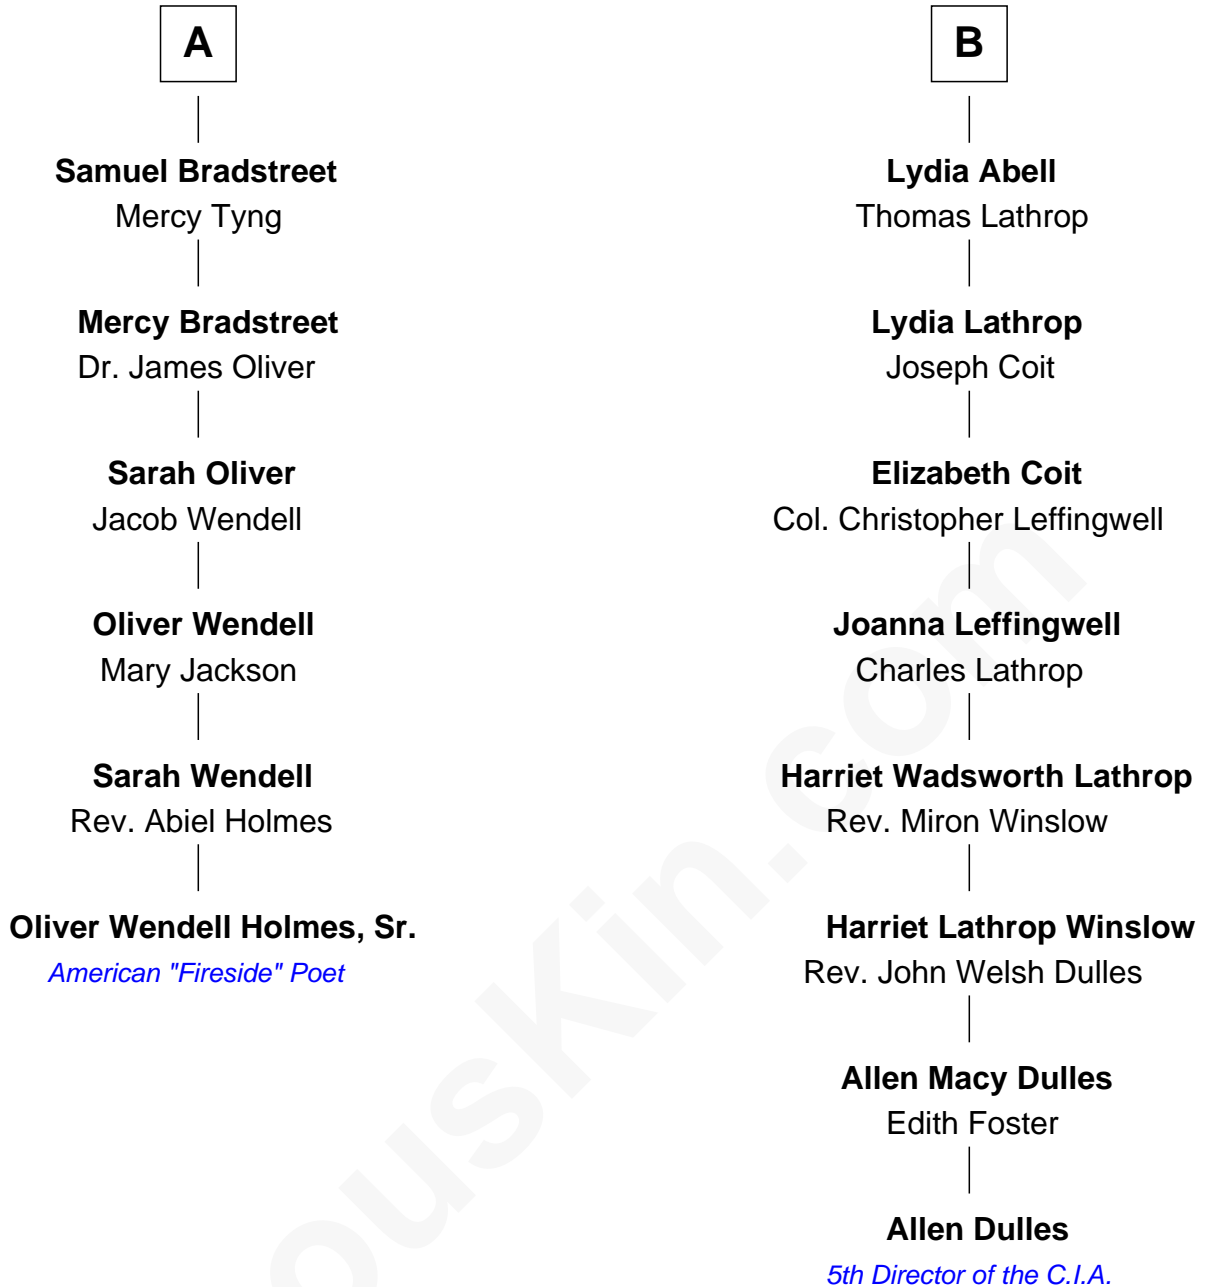 A
Samuel Bradstreet
Mercy Tyng
Mercy Bradstreet
Dr. James Oliver
Sarah Oliver
Jacob Wendell
Oliver Wendell
Mary Jackson
Sarah Wendell
Rev. Abiel Holmes
Oliver Wendell Holmes, Sr.
American "Fireside" Poet
B
Lydia Abell
Thomas Lathrop
Lydia Lathrop
Joseph Coit
Elizabeth Coit
Col. Christopher Leffingwell
Joanna Leffingwell
Charles Lathrop
Harriet Wadsworth Lathrop
Rev. Miron Winslow
Harriet Lathrop Winslow
Rev. John Welsh Dulles
Allen Macy Dulles
Edith Foster
Allen Dulles
5th Director of the C.I.A.
ousKin.com